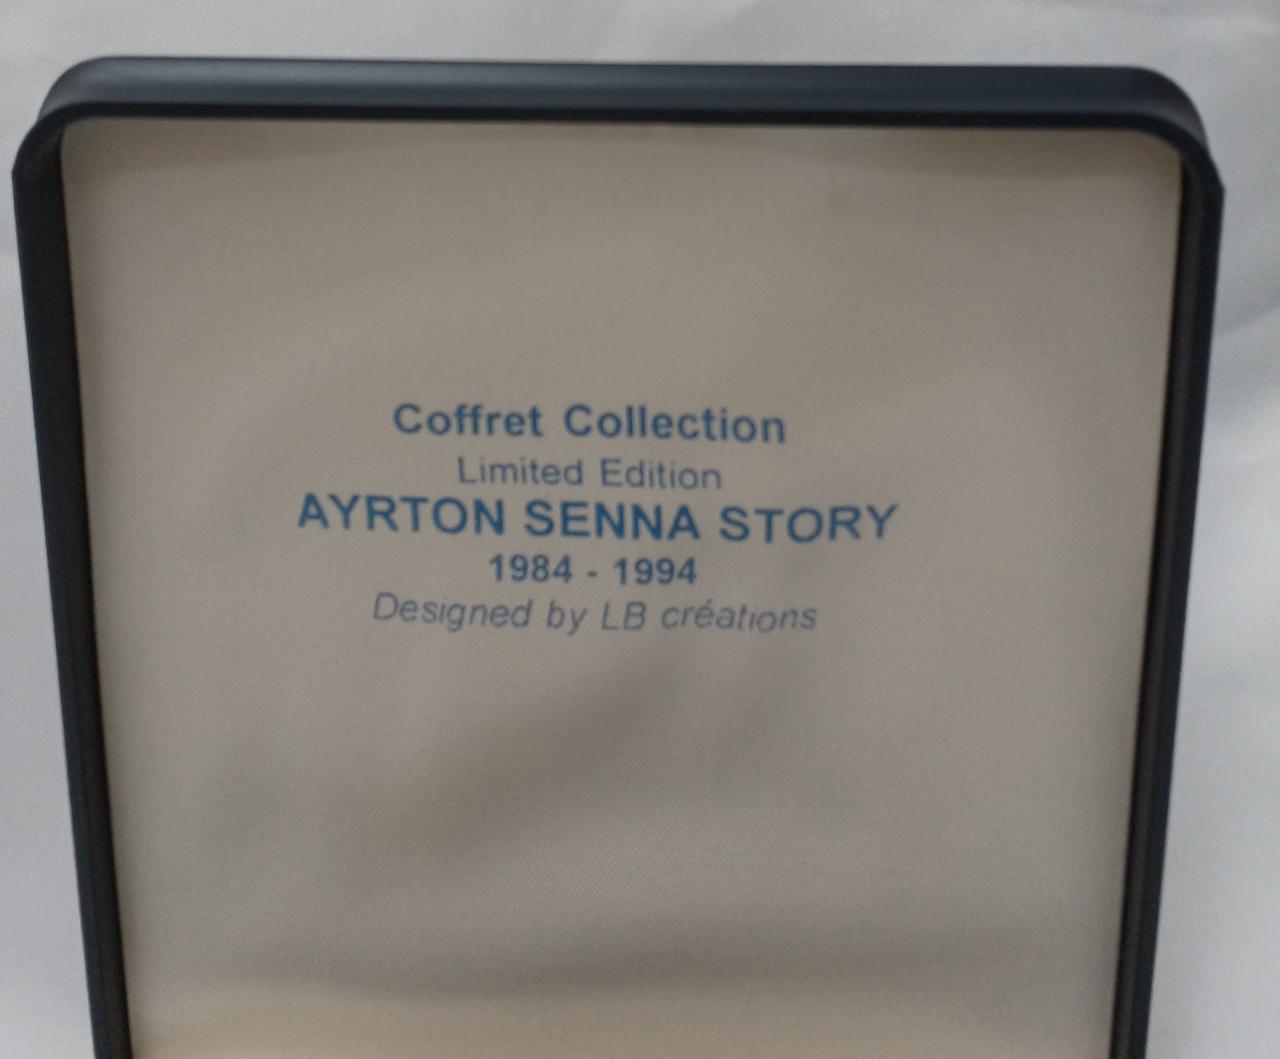 Coffret Collection
Limited Edition
AYRTON SENNA STORY
1984 - 1994
Designed by LB créations